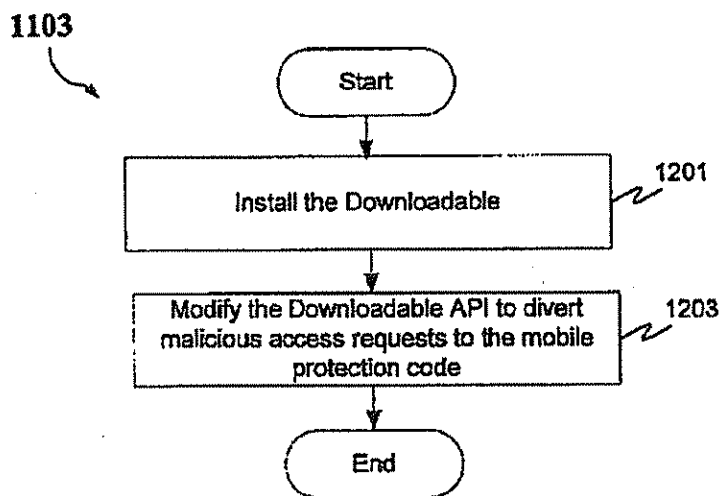 1103
Start
1201
Install the Downloadable
1203
Modify the Downloadable API to divert
malicious access requests to the mobile
protection code
End